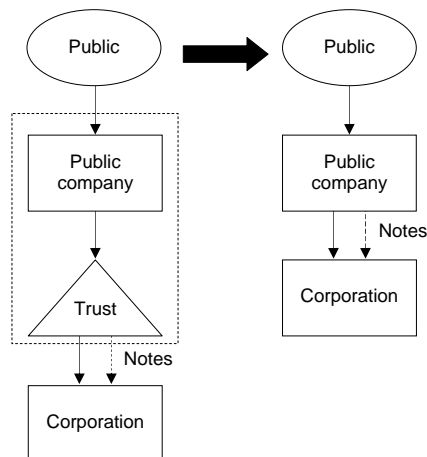 Public
Public
company
Trust
Notes
Corporation
Public
Public
company
Notes
Corporation